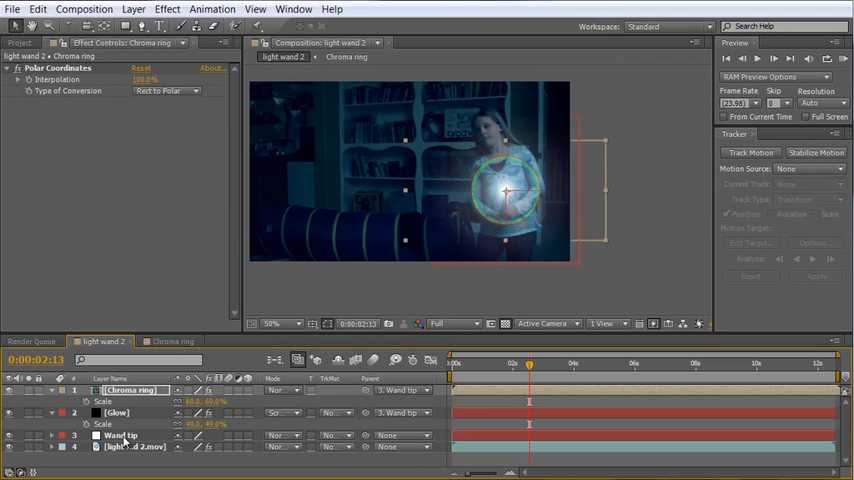 File Edit Composition Layer Effect Animation View Window Help
Workspace: Standard Search Help
Project Effect Controls: Chroma ring
light wand 2 • Chroma ring
fx Polar Coordinates Reset About...
Interpolation 100.0%
Type of Conversion Rect to Polar
Composition: light wand 2
light wand 2 Chroma ring
50% 0:00:02:13 Full Active Camera 1 View
Preview
RAM Preview Options
Frame Rate Skip Resolution
(23.98) 0 Auto
From Current Time Full Screen
Tracker
Track Motion Stabilize Motion
Motion Source: None
Current Track: None
Track Type: Transform
Position Rotation Scale
Motion Target:
Edit Target... Options...
Analyze:
Reset Apply
Render Queue light wand 2 Chroma ring
0:00:02:13
:00s 02s 04s 06s 08s 10s 12s
# Layer Name Mode T TrkMat Parent
1 [Chroma ring] Nor... 3. Wand tip
Scale 60.0, 60.0%
2 [Glow] Scr... Nor... 3. Wand tip
Scale 49.0, 49.0%
3 Wand tip Nor... Nor... None
4 Nor... Nor... None